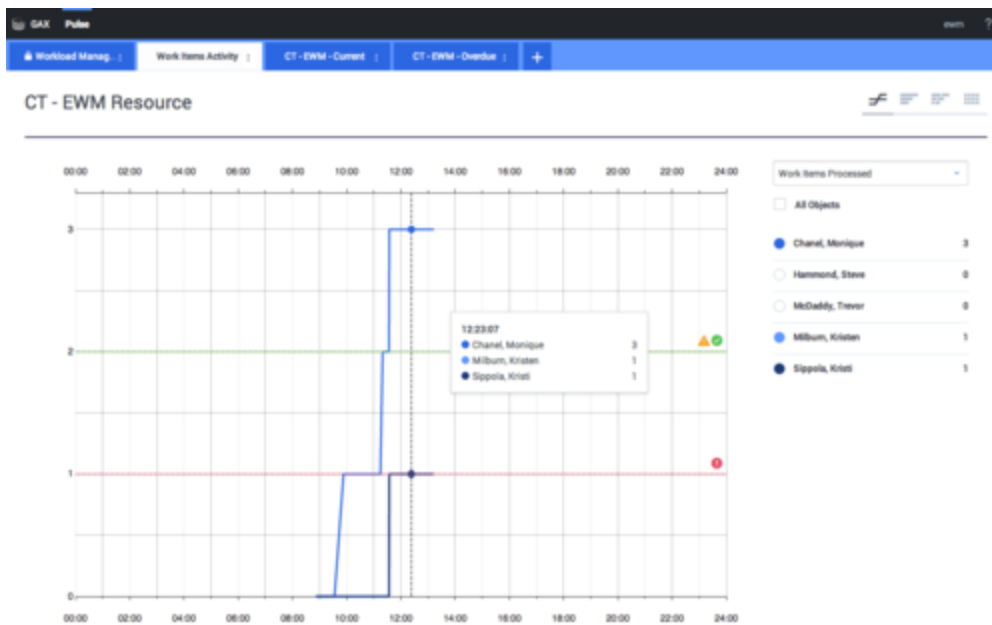 GAX Pulse ewm ?
Workload Manag... Work Items Activity CT - EWM - Current CT - EWM - Overdue +
CT - EWM Resource
00:00 02:00 04:00 06:00 08:00 10:00 12:00 14:00 16:00 18:00 20:00 22:00 24:00
3
2
1
0
00:00 02:00 04:00 06:00 08:00 10:00 12:00 14:00 16:00 18:00 20:00 22:00 24:00
12:23:07
Chanel, Monique 3
Milburn, Kristen 1
Sippola, Kristi 1
Work Items Processed
All Objects
Chanel, Monique 3
Hammond, Steve 0
McDaddy, Trevor 0
Milburn, Kristen 1
Sippola, Kristi 1